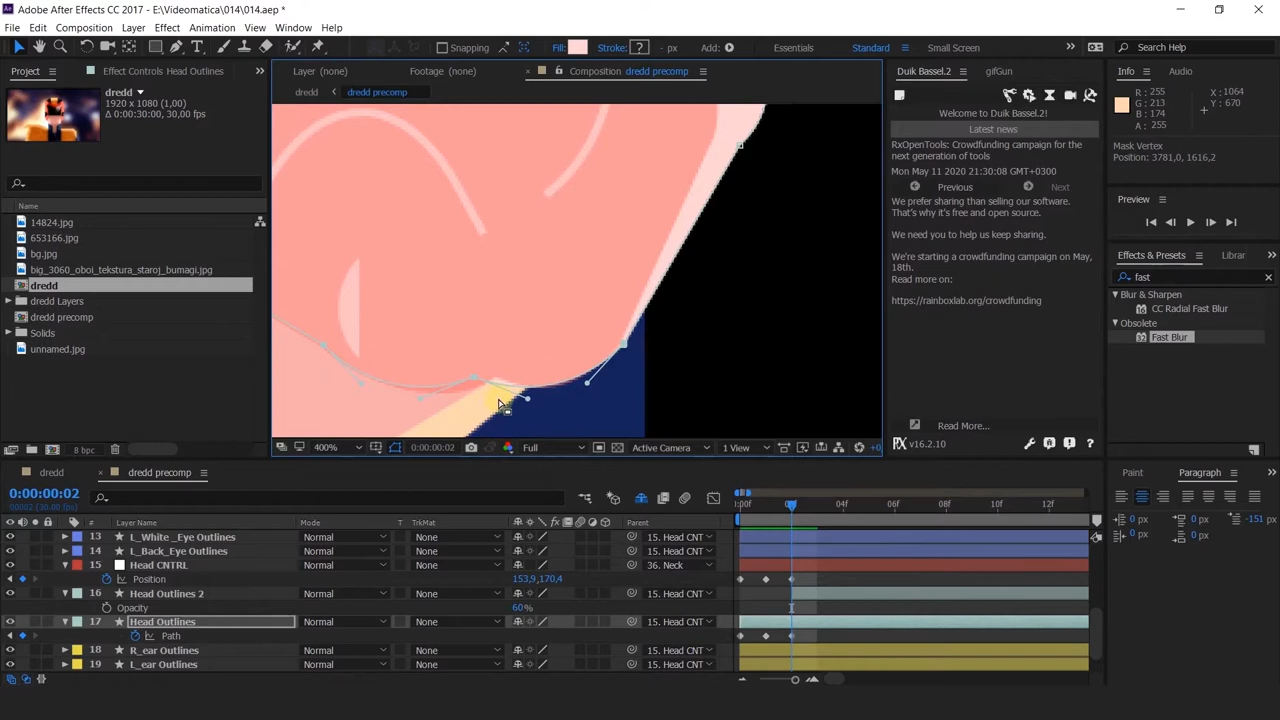 Adobe After Effects CC 2017 - E:\Videomatica\014\014.aep *
File Edit Composition Layer Effect Animation View Window Help
Snapping Fill: Stroke: ? - px Add: Essentials Standard Small Screen Search Help
Project Effect Controls Head Outlines Layer (none) Footage (none) Composition dredd precomp Duik Bassel.2 gifGun Info Audio
dredd
1920 x 1080 (1,00)
Δ 0:00:30:00, 30,00 fps
dredd dredd precomp
Welcome to Duik Bassel.2!
Latest news
RxOpenTools: Crowdfunding campaign for the
next generation of tools
Mon May 11 2020 21:30:08 GMT+0300
Previous Next
We prefer sharing than selling our software.
That's why it's free and open source.
We need you to help us keep sharing.
We're starting a crowdfunding campaign on May,
18th.
Read more on:
https://rainboxlab.org/crowdfunding
Read More...
v16.2.10
R: 255
G: 213
B: 174
A: 255
X: 1064
Y: 670
Mask Vertex
Position: 3781,0, 1616,2
Preview
Effects & Presets Librar
fast
Blur & Sharpen
CC Radial Fast Blur
Obsolete
Fast Blur
Name
14824.jpg
653166.jpg
bg.jpg
big_3060_oboi_tekstura_staroj_bumagi.jpg
dredd
dredd Layers
dredd precomp
Solids
unnamed.jpg
8 bpc
400% 0:00:00:02 Full Active Camera 1 View +0
dredd dredd precomp Paint Paragraph
0:00:00:02
00002 (30.00 fps)
# Layer Name Mode T TrkMat Parent
:00f 04f 06f 08f 10f 12f
13 L_White _Eye Outlines Normal None 15. Head CNT
14 L_Back_Eye Outlines Normal None 15. Head CNT
15 Head CNTRL Normal None 36. Neck
Position 153,9,170,4
16 Head Outlines 2 Normal None 15. Head CNT
Opacity 60 %
17 Head Outlines Normal None 15. Head CNT
Path
18 R_ear Outlines Normal None 15. Head CNT
19 L_ear Outlines Normal None 15. Head CNT
0 px 0 px -151 px
0 px 0 px